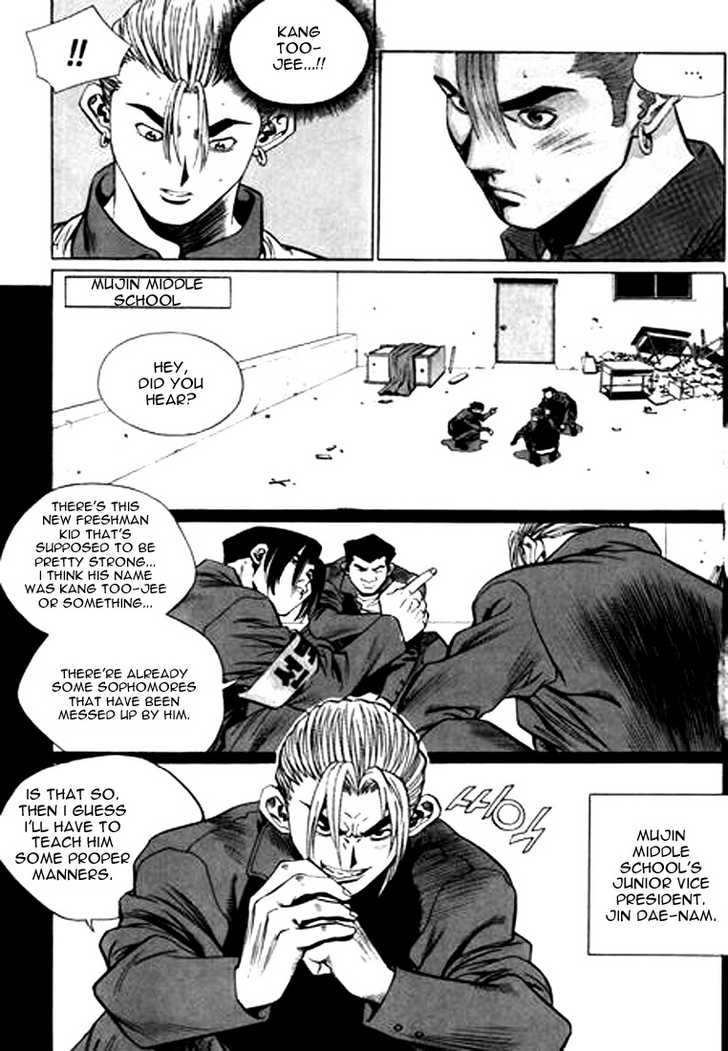 !!
KANG
TOO-
JEE...!!
...
MUJIN MIDDLE
SCHOOL
HEY,
DID YOU
HEAR?
THERE'S THIS
NEW FRESHMAN
KID THAT'S
SUPPOSED TO BE
PRETTY STRONG...
I THINK HIS NAME
WAS KANG TOO-JEE
OR SOMETHING...
THERE'RE ALREADY
SOME SOPHOMORES
THAT HAVE BEEN
MESSED UP BY HIM.
IS THAT SO.
THEN I GUESS
I'LL HAVE TO
TEACH HIM
SOME PROPER
MANNERS.
MUJIN
MIDDLE
SCHOOL'S
JUNIOR VICE
PRESIDENT,
JIN DAE-NAM.